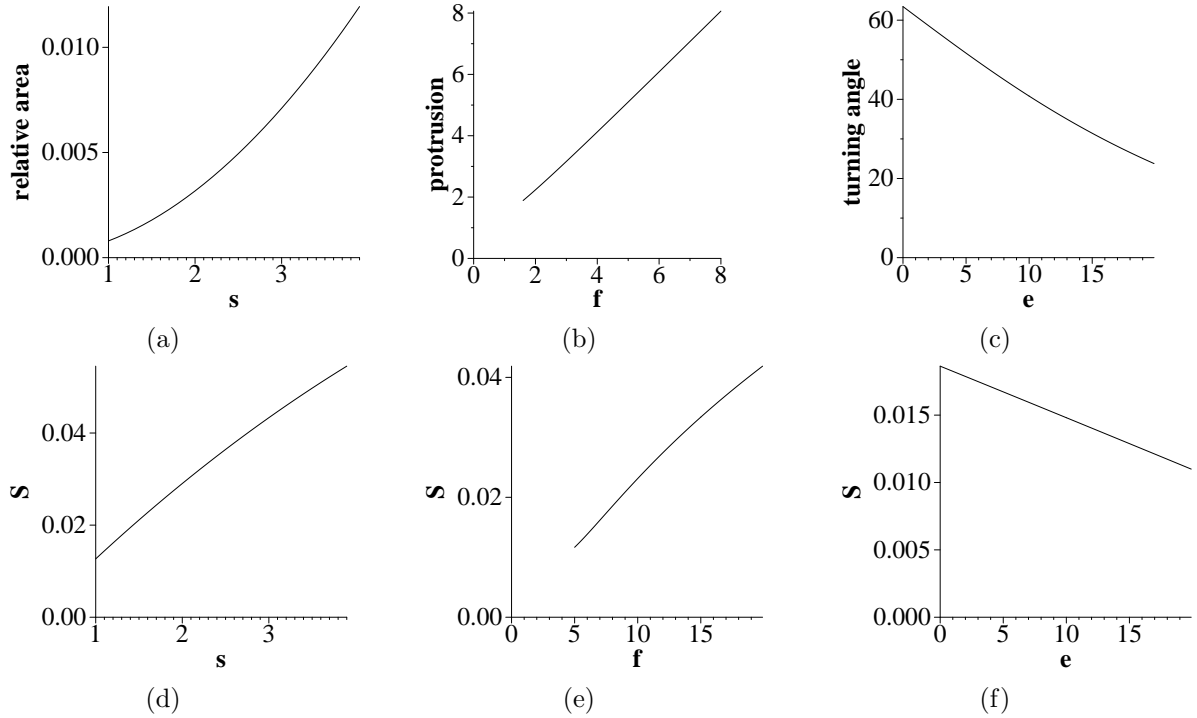 relative area
0.010
0.005
0.000
1 2 3
s
(a)
protrusion
8
6
4
2
0
0 2 4 6 8
f
(b)
turning angle
60
40
20
0
0 5 10 15
e
(c)
S
0.04
0.02
0.00
1 2 3
s
(d)
S
0.04
0.02
0.00
0 5 10 15
f
(e)
S
0.015
0.010
0.005
0.000
0 5 10 15
e
(f)